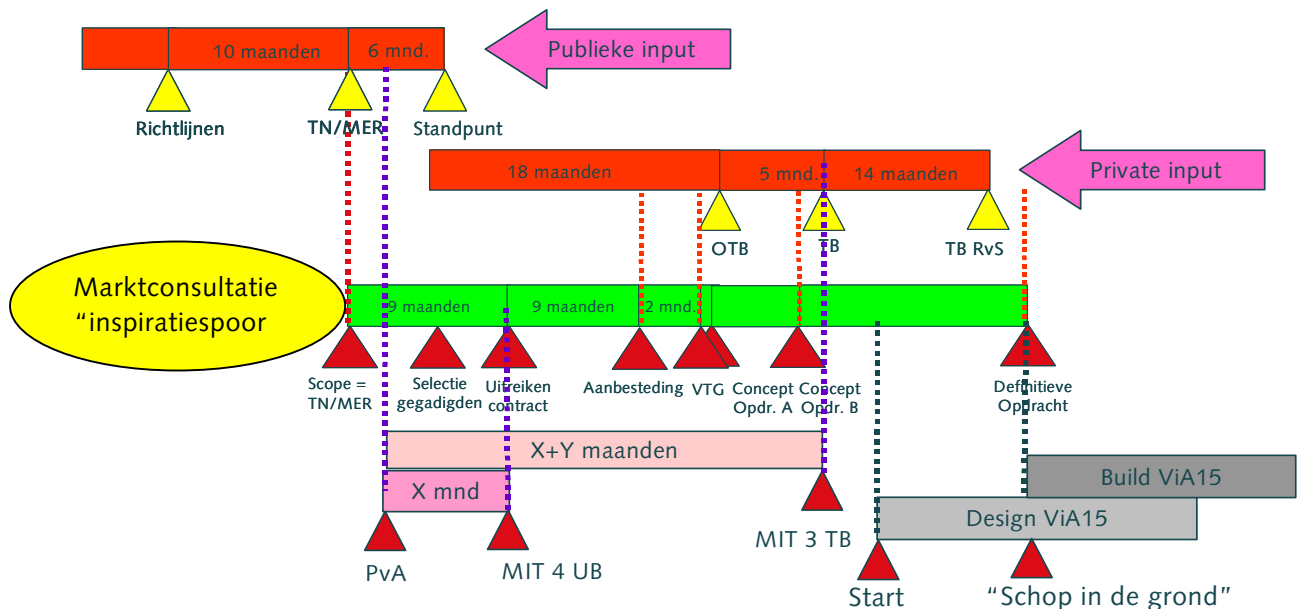 10 maanden
6 mnd.
Publieke input
Richtlijnen
TN/MER
Standpunt
18 maanden
5 mnd.
14 maanden
Private input
OTB
TB
TB RvS
Marktconsultatie
“inspiratiespoor
9 maanden
9 maanden
2 mnd.
Scope =
TN/MER
Selectie
gegadigden
Uitreiken
contract
Aanbesteding
VTG
Concept
Opdr. A
Concept
Opdr. B
Definitieve
Opdracht
X+Y maanden
X mnd
Build ViA15
Design ViA15
PvA
MIT 4 UB
MIT 3 TB
Start
“Schop in de grond”